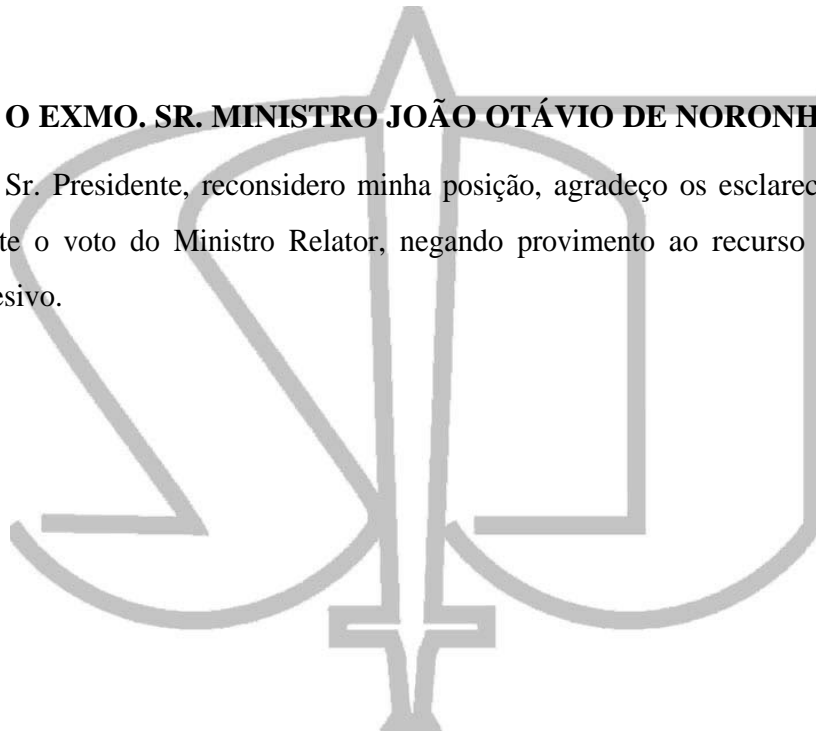 O EXMO. SR. MINISTRO JOÃO OTÁVIO DE NORONH
Sr. Presidente, reconsidero minha posição, agradeço os esclarec
te o voto do Ministro Relator, negando provimento ao recurso
esivo.